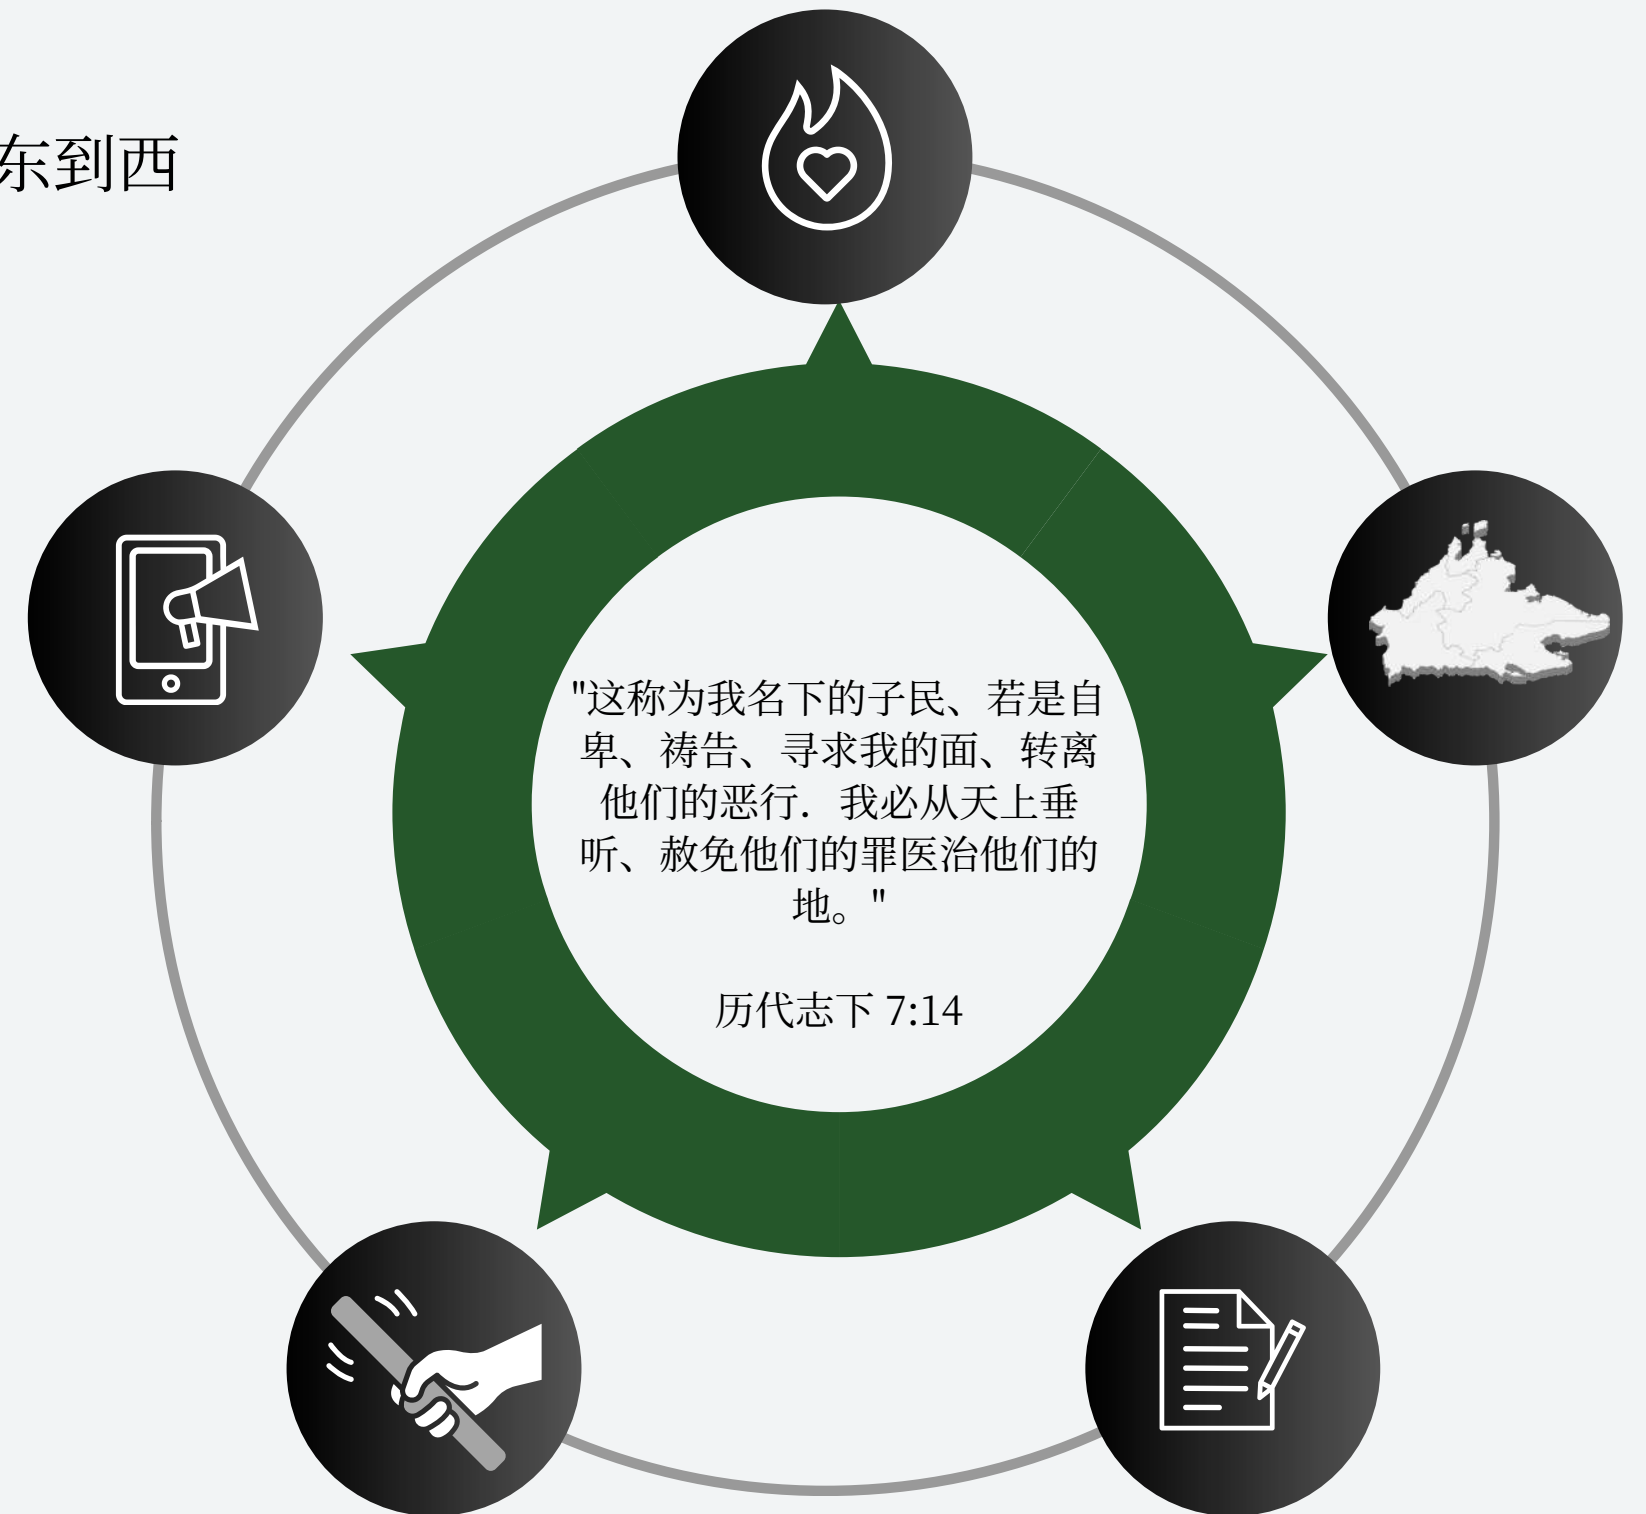 东到西
"这称为我名下的子民、若是自
卑、祷告、寻求我的面、转离
他们的恶行．我必从天上垂
听、赦免他们的罪医治他们的
地。"
历代志下 7:14